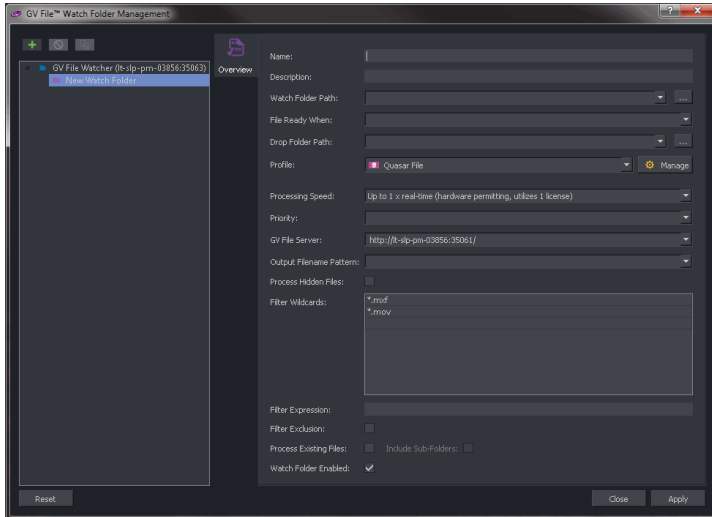 GV File™ Watch Folder Management
GV File Watcher (lt-slp-pm-03856:35063)
New Watch Folder
Overview
Name:
Description:
Watch Folder Path:
...
File Ready When:
Drop Folder Path:
...
Profile:
Quasar File
Manage
Processing Speed:
Up to 1 x real-time (hardware permitting, utilizes 1 license)
Priority:
GV File Server:
http://lt-slp-pm-03856:35061/
Output Filename Pattern:
Process Hidden Files:
Filter Wildcards:
*.mxf
*.mov
Filter Expression:
Filter Exclusion:
Process Existing Files:
Include Sub-Folders:
Watch Folder Enabled:
Reset
Close
Apply